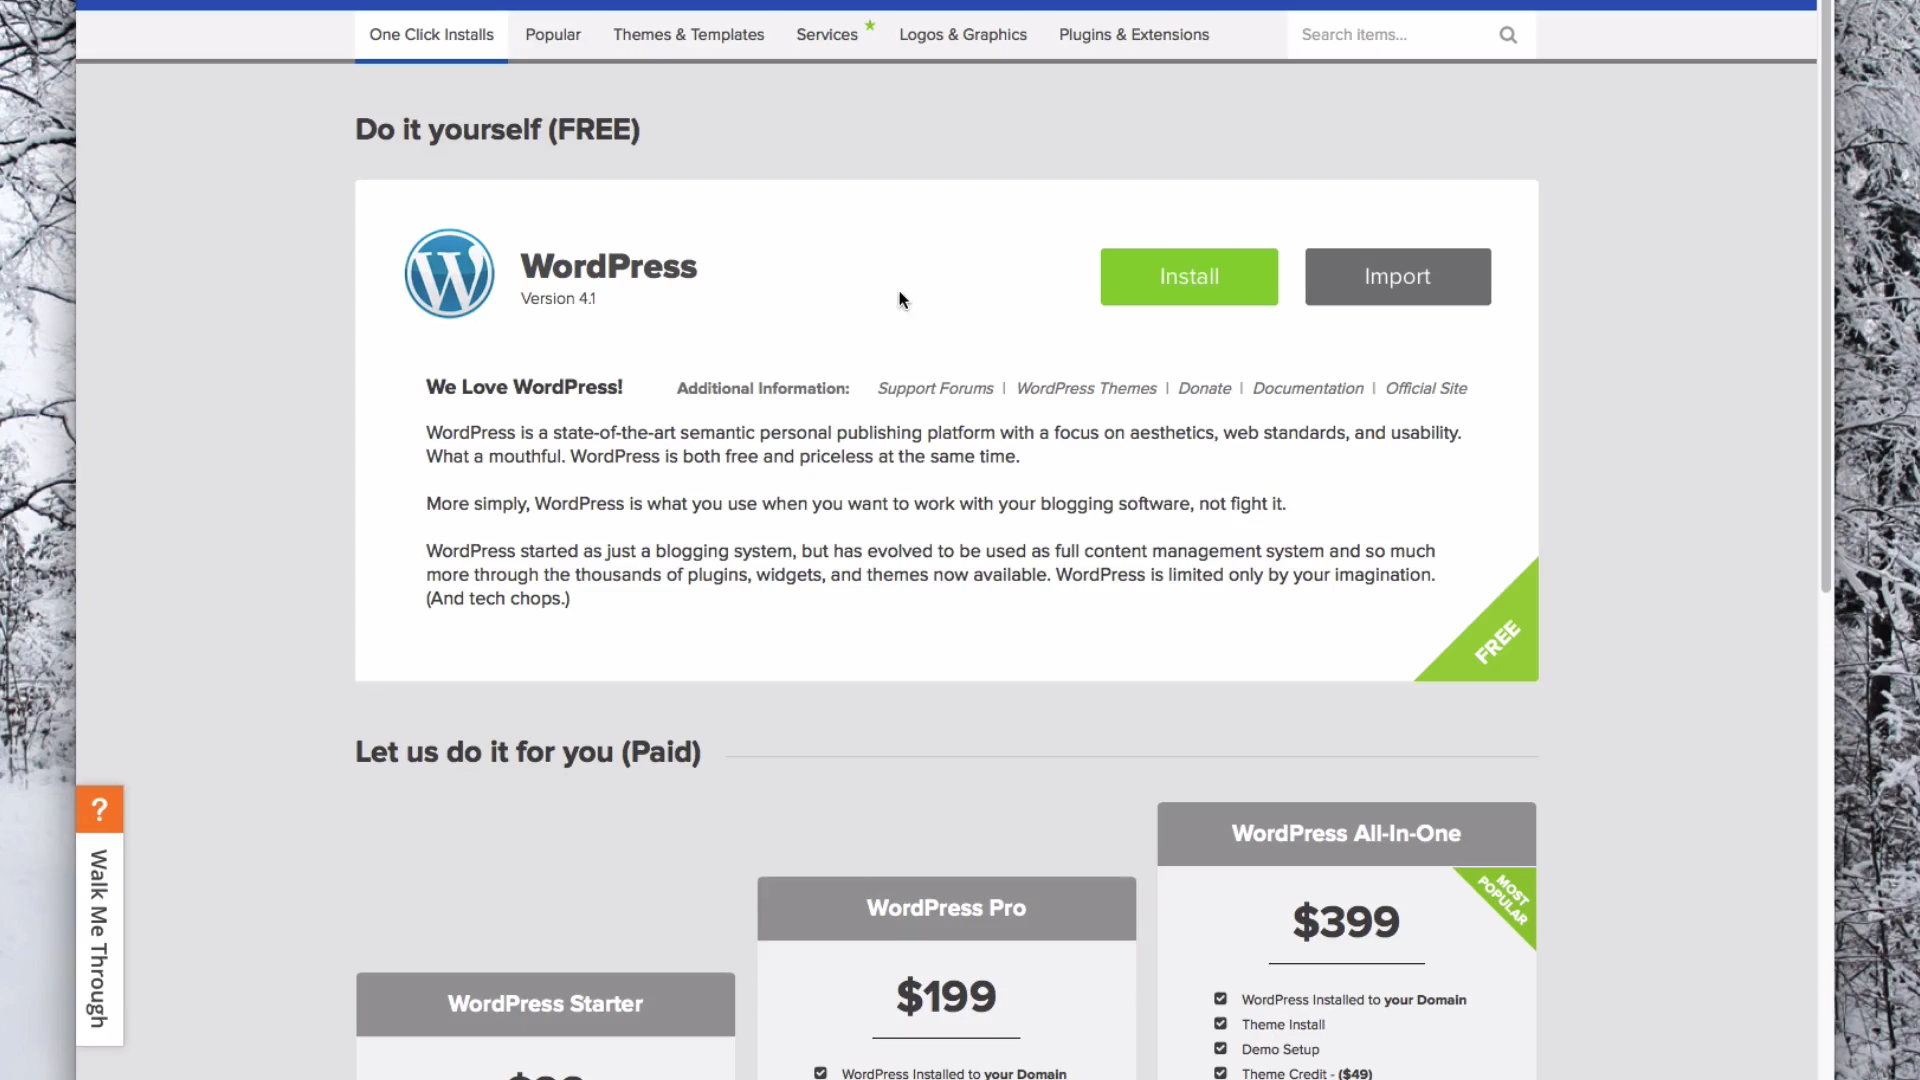 One Click Installs Popular Themes & Templates Services Logos & Graphics Plugins & Extensions Search items...
Do it yourself (FREE)
WordPress
Version 4.1
Install
Import
We Love WordPress! Additional Information: Support Forums | WordPress Themes | Donate | Documentation | Official Site
WordPress is a state-of-the-art semantic personal publishing platform with a focus on aesthetics, web standards, and usability.
What a mouthful. WordPress is both free and priceless at the same time.
More simply, WordPress is what you use when you want to work with your blogging software, not fight it.
WordPress started as just a blogging system, but has evolved to be used as full content management system and so much
more through the thousands of plugins, widgets, and themes now available. WordPress is limited only by your imagination.
(And tech chops.)
FREE
Let us do it for you (Paid)
?
Walk Me Through
WordPress Starter
WordPress Pro
$199
WordPress Installed to your Domain
WordPress All-In-One
MOST
POPULAR
$399
WordPress Installed to your Domain
Theme Install
Demo Setup
Theme Credit - ($49)